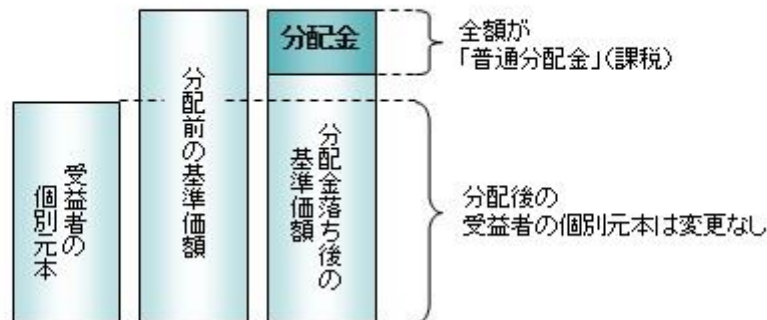 受益者の
個別元本
分配前の基準価額
分配金
分配金落ち後の
基準価額
全額が
「普通分配金」(課税)
分配後の
受益者の個別元本は変更なし